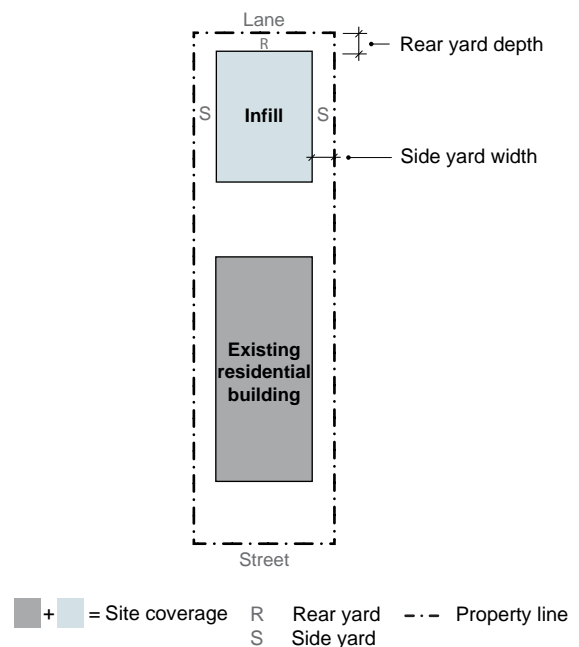 Lane
R
Rear yard depth
S
Infill
S
Side yard width
Existing
residential
building
Street
+ = Site coverage
R Rear yard
Property line
S Side yard